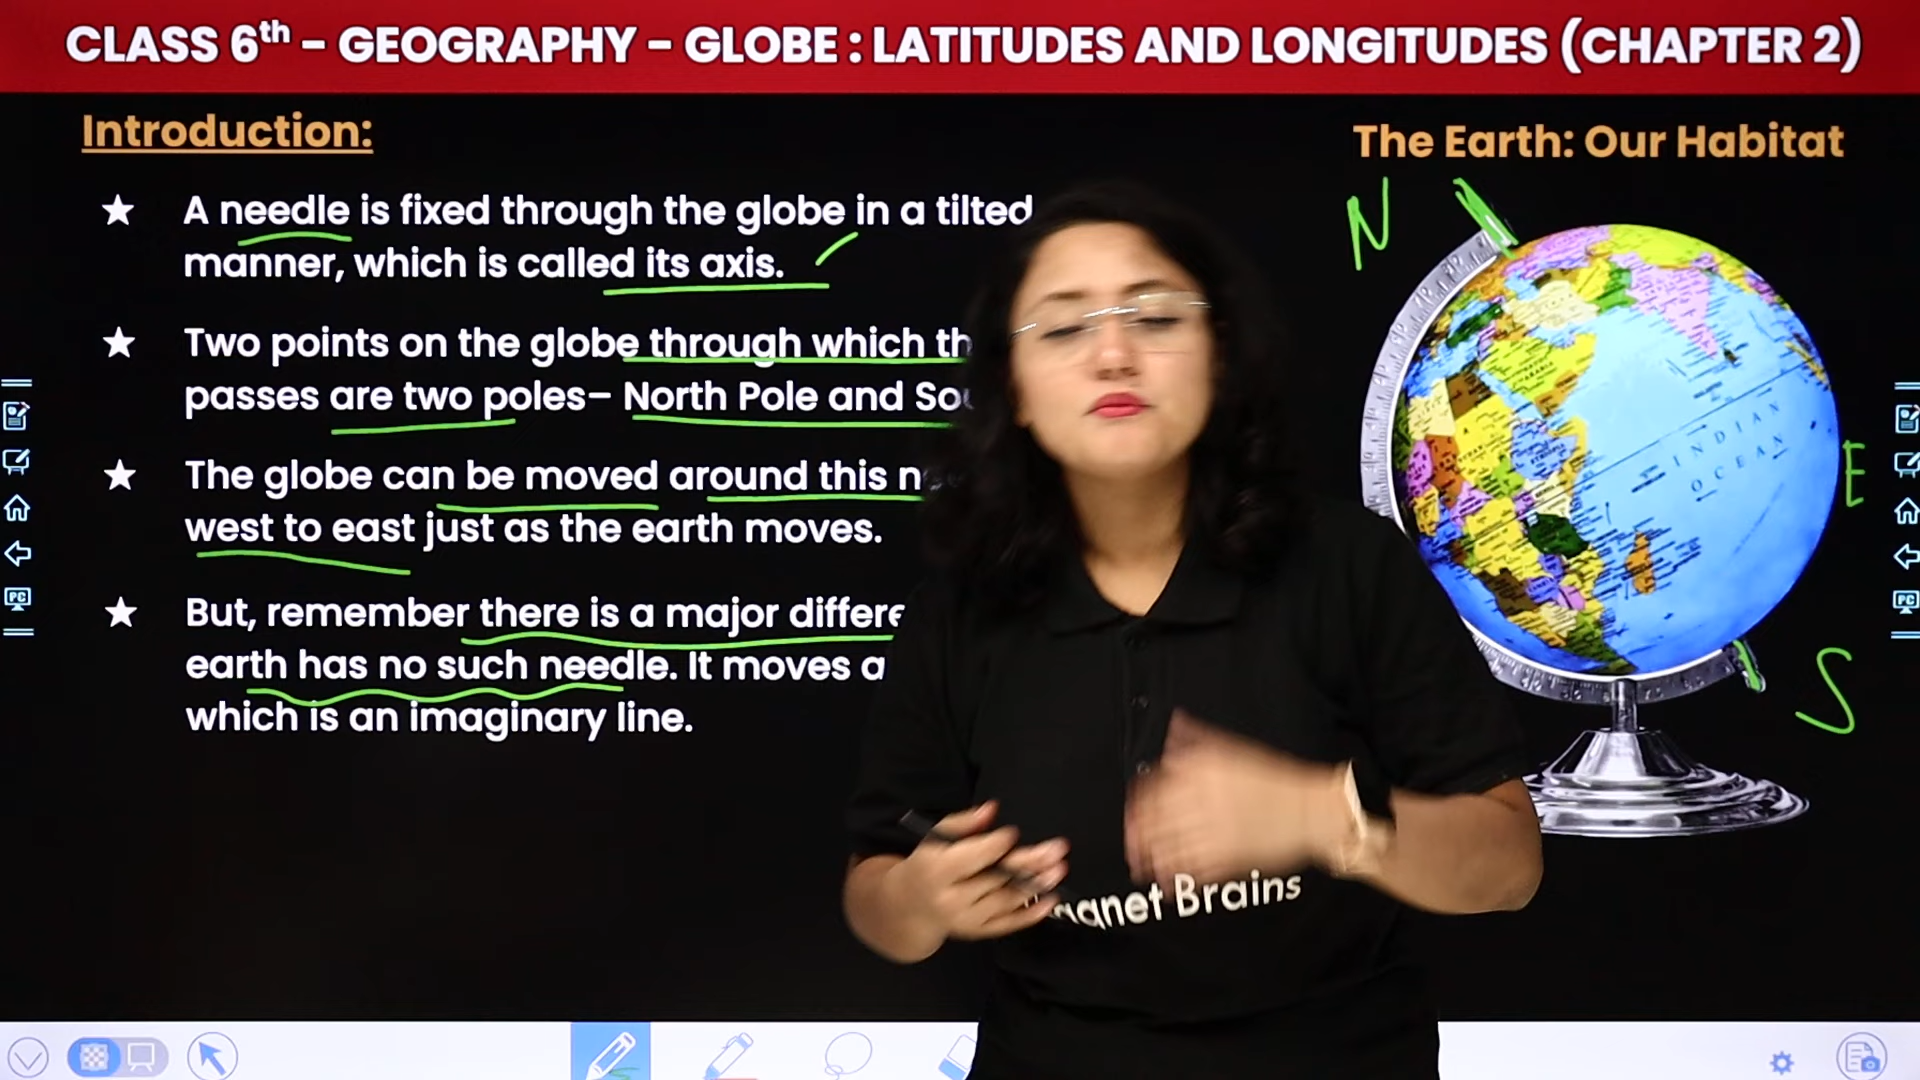 CLASS 6th – GEOGRAPHY – GLOBE : LATITUDES AND LONGITUDES (CHAPTER 2)
Introduction:
The Earth: Our Habitat
★ A needle is fixed through the globe in a tilted
manner, which is called its axis.
★ Two points on the globe through which
passes are two poles– North Pole and
★ The globe can be moved around this
west to east just as the earth moves.
★ But, remember there is a major
earth has no such needle. It moves
which is an imaginary line.
N
INDIAN
OCEAN
E
S
Brains
PC
PC